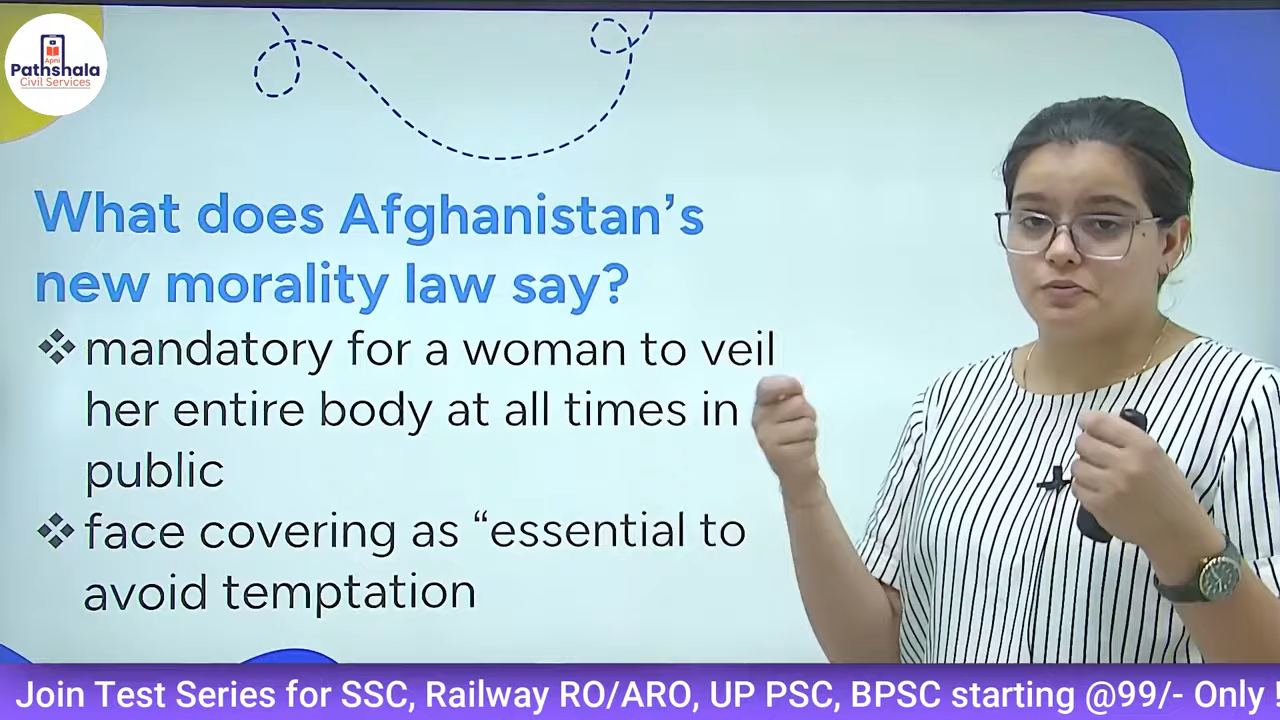 Apni
Pathshala
Civil Services
What does Afghanistan’s
new morality law say?
❖ mandatory for a woman to veil
her entire body at all times in
public
❖ face covering as “essential to
avoid temptation
Join Test Series for SSC, Railway RO/ARO, UP PSC, BPSC starting @99/- Only !